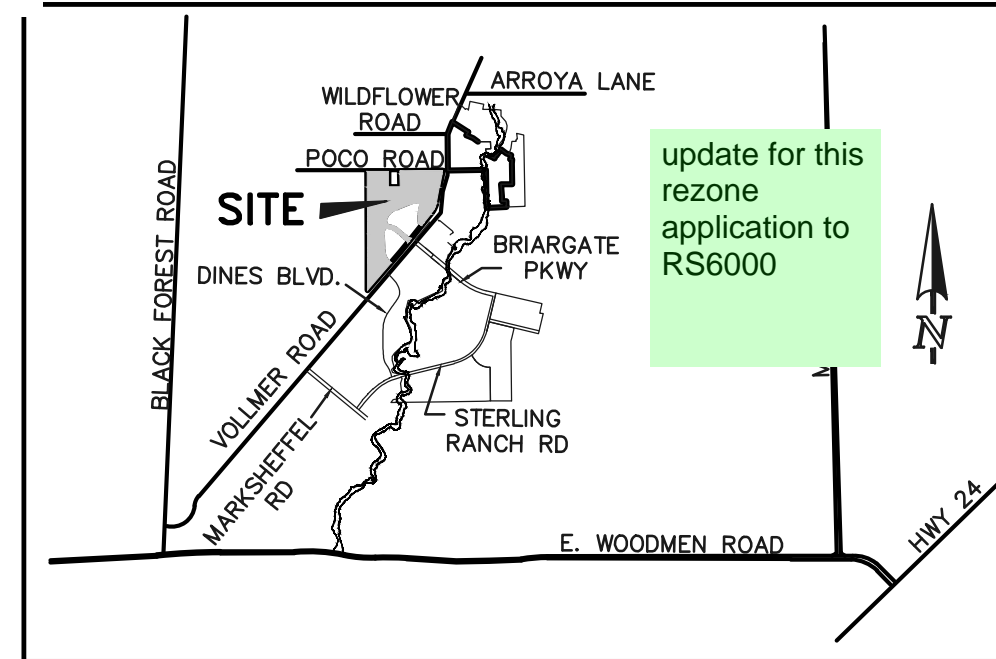 ARROYA LANE
WILDFLOWER
ROAD
POCO ROAD
SITE
BLACK FOREST ROAD
DINES BLVD.
BRIARGATE
PKWY
VOLLMER ROAD
MARKSHEFFEL
RD
STERLING
RANCH RD
E. WOODMEN ROAD
HWY 24
N
update for this
rezone
application to
RS6000